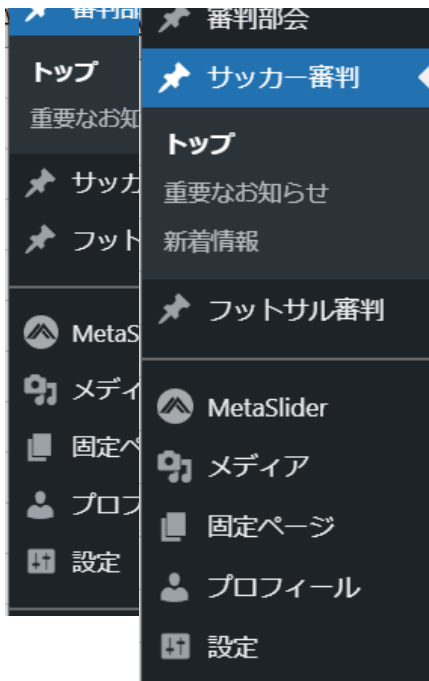 審判部
トップ
重要なお知
サッカ
フット
MetaS
メディ
固定ペ
プロフ
設定
審判部会
サッカー審判
トップ
重要なお知らせ
新着情報
フットサル審判
MetaSlider
メディア
固定ページ
プロフィール
設定